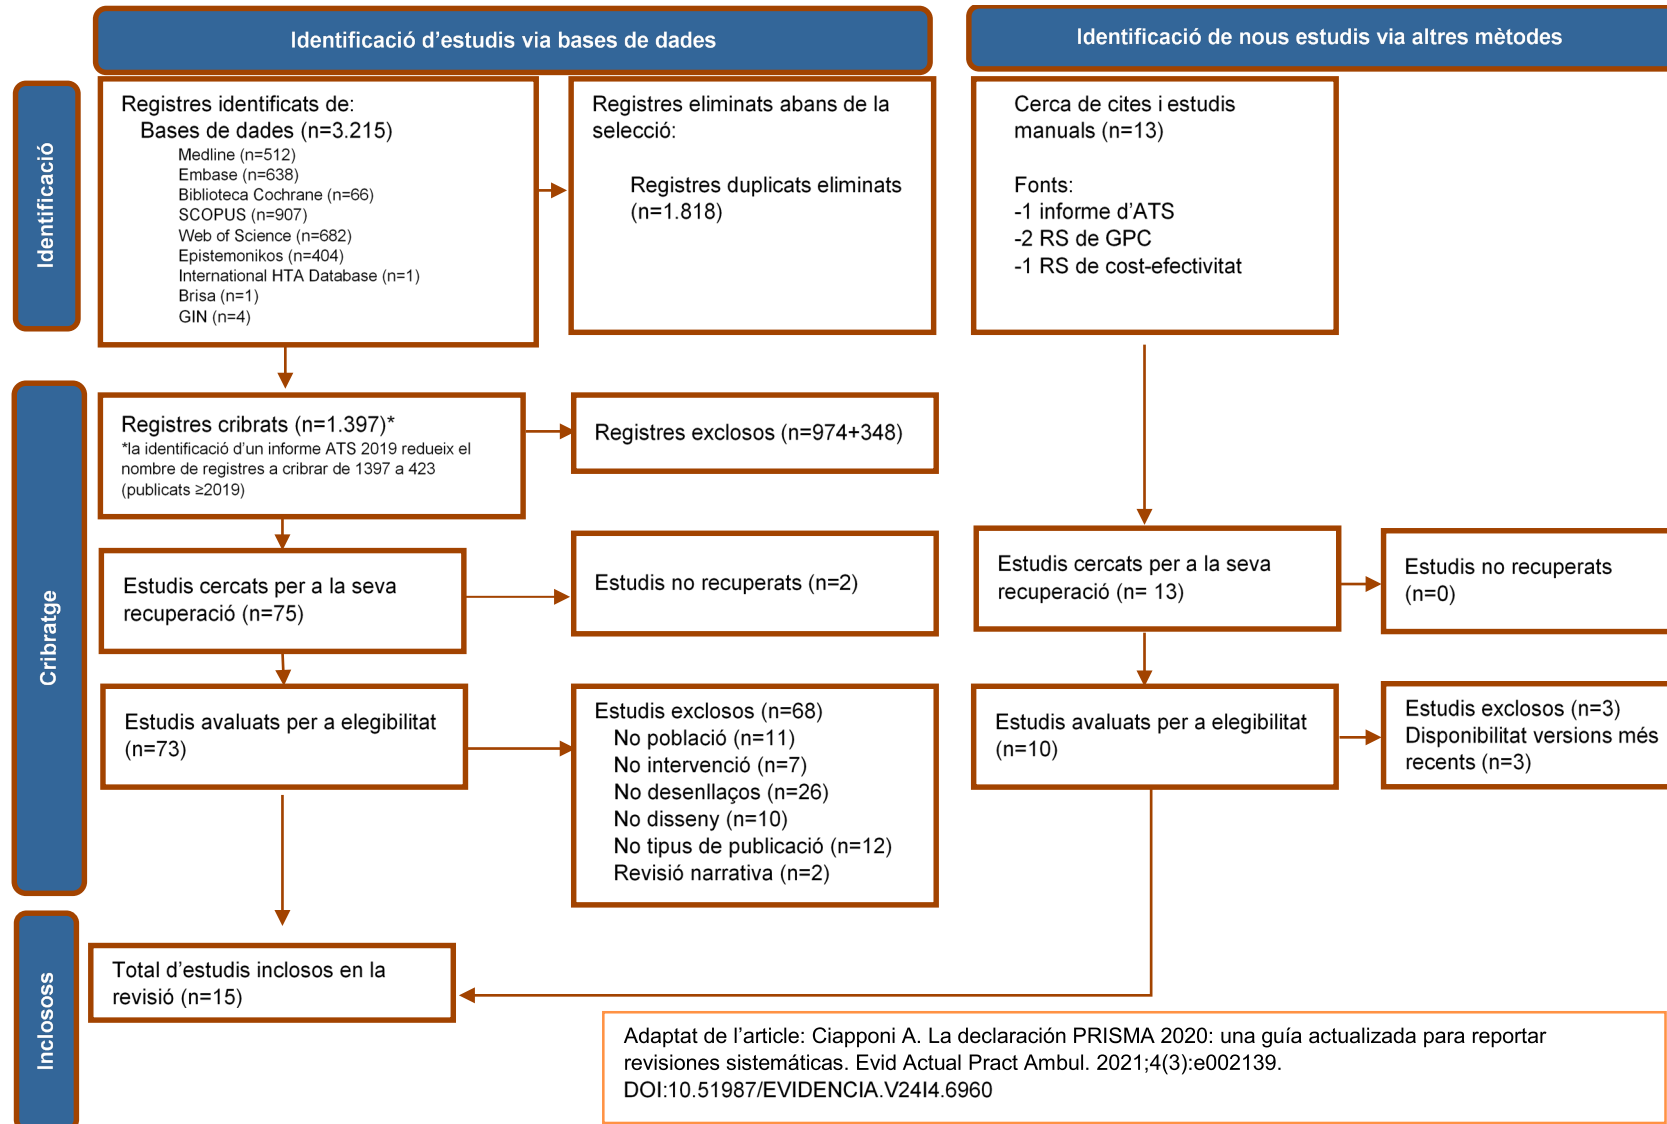 Identificació d’estudis via bases de dades
Identificació de nous estudis via altres mètodes
Identificació
Registres identificats de:
Bases de dades (n=3.215)
Medline (n=512)
Embase (n=638)
Biblioteca Cochrane (n=66)
SCOPUS (n=907)
Web of Science (n=682)
Epistemonikos (n=404)
International HTA Database (n=1)
Brisa (n=1)
GIN (n=4)
Registres eliminats abans de la
selecció:
Registres duplicats eliminats
(n=1.818)
Cerca de cites i estudis
manuals (n=13)
Fonts:
-1 informe d’ATS
-2 RS de GPC
-1 RS de cost-efectivitat
Cribratge
Registres cribrats (n=1.397)*
*la identificació d’un informe ATS 2019 redueix el
nombre de registres a cribrar de 1397 a 423
(publicats ≥2019)
Registres exclosos (n=974+348)
Estudis cercats per a la seva
recuperació (n=75)
Estudis no recuperats (n=2)
Estudis cercats per a la seva
recuperació (n= 13)
Estudis no recuperats
(n=0)
Estudis avaluats per a elegibilitat
(n=73)
Estudis exclosos (n=68)
No població (n=11)
No intervenció (n=7)
No desenllaços (n=26)
No disseny (n=10)
No tipus de publicació (n=12)
Revisió narrativa (n=2)
Estudis avaluats per a elegibilitat
(n=10)
Estudis exclosos (n=3)
Disponibilitat versions més
recents (n=3)
Inclososs
Total d’estudis inclosos en la
revisió (n=15)
Adaptat de l’article: Ciapponi A. La declaración PRISMA 2020: una guía actualizada para reportar
revisiones sistemáticas. Evid Actual Pract Ambul. 2021;4(3):e002139.
DOI:10.51987/EVIDENCIA.V24I4.6960